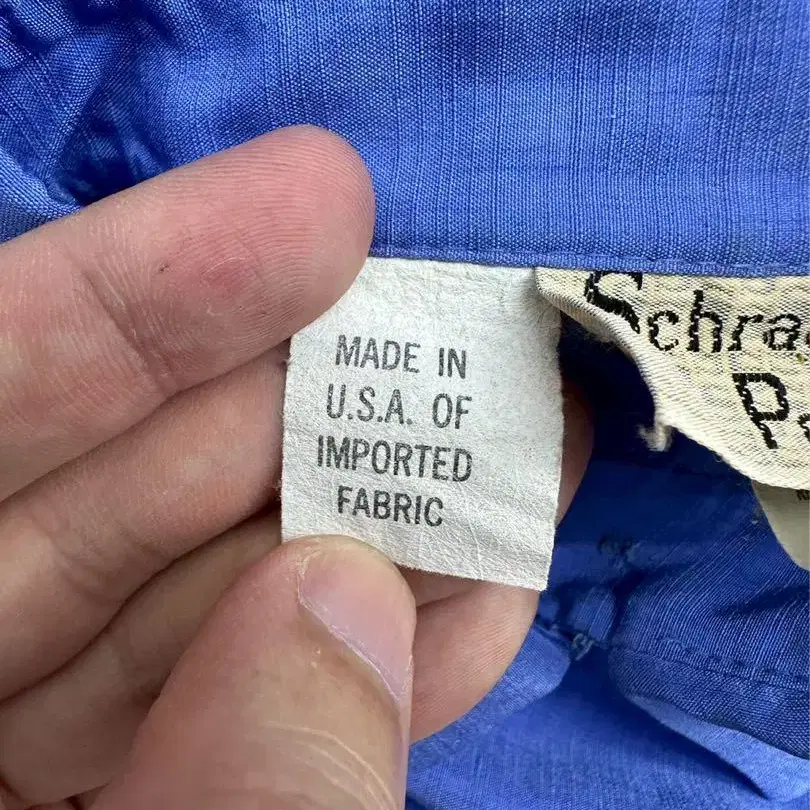 MADE IN
U.S.A. OF
IMPORTED
FABRIC